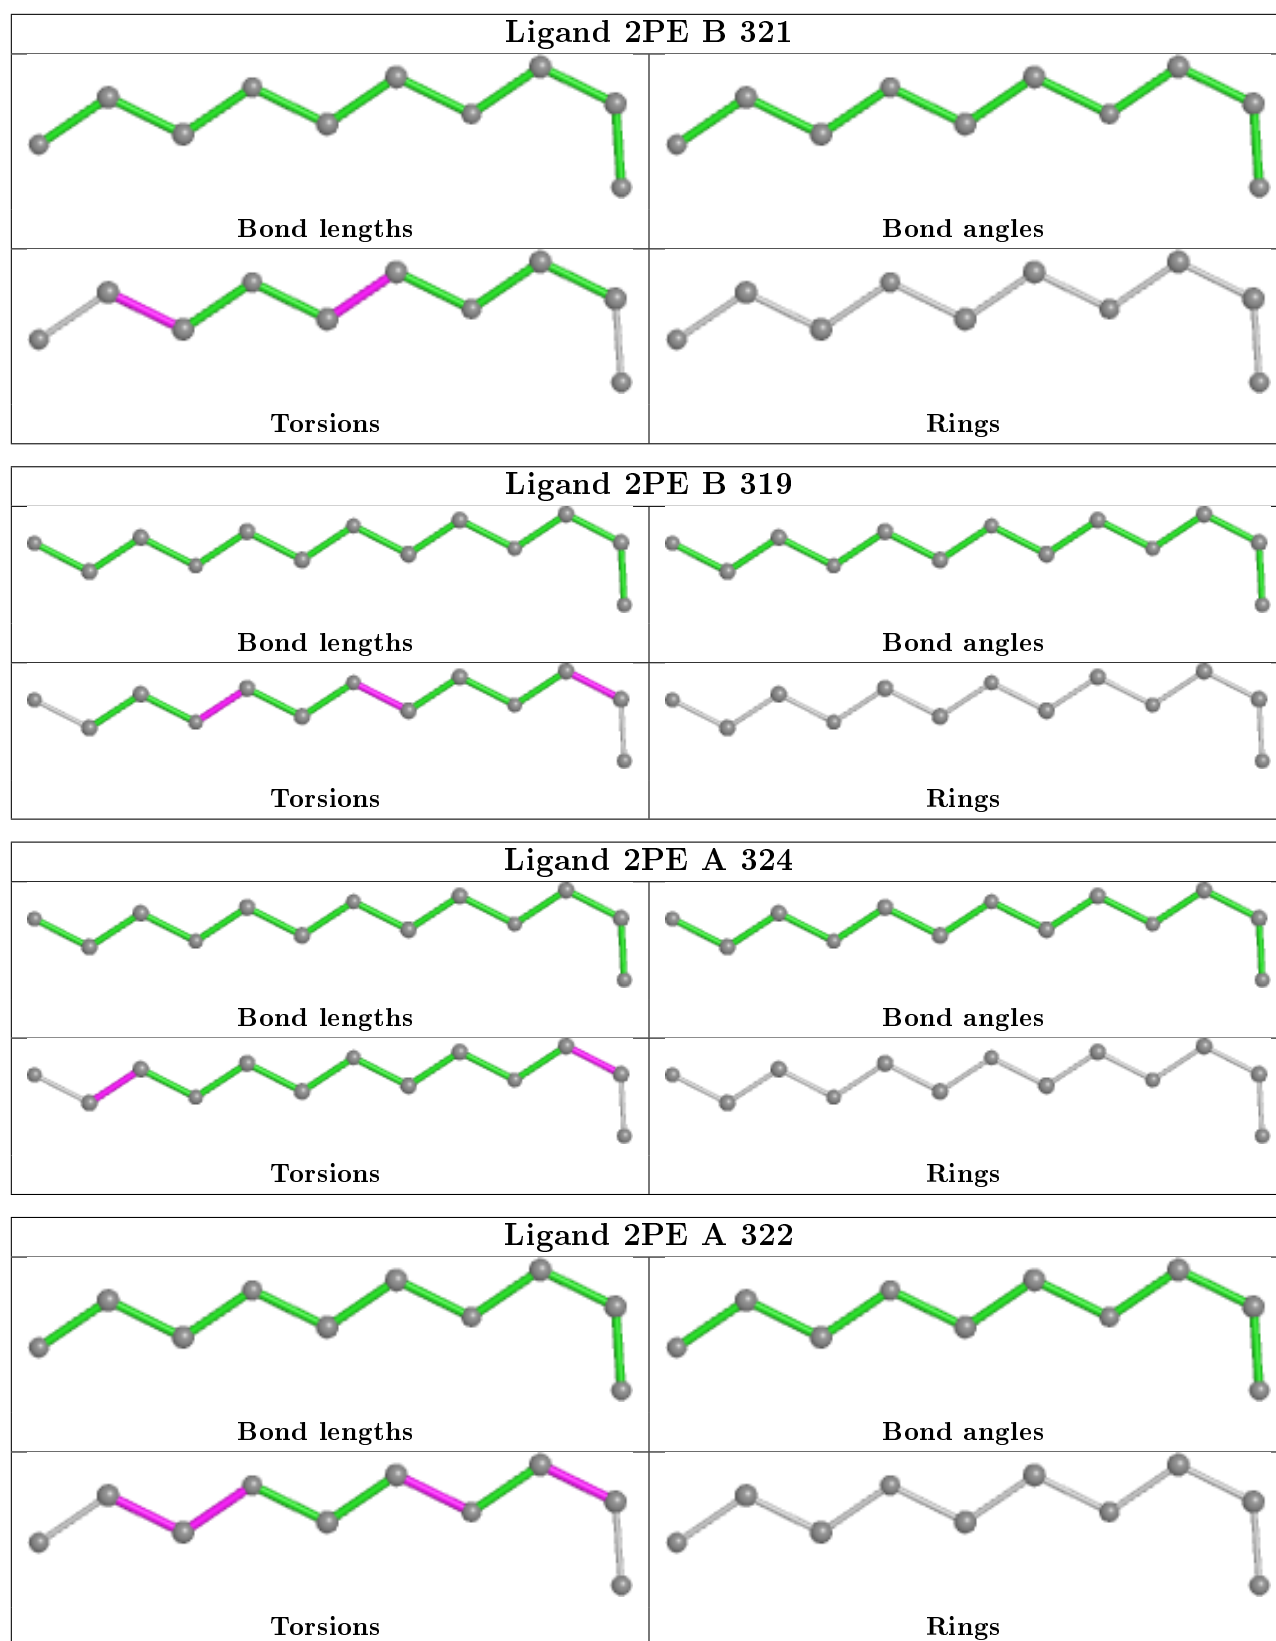 Ligand 2PE B 321
Bond lengths
Bond angles
Torsions
Rings
Ligand 2PE B 319
Bond lengths
Bond angles
Torsions
Rings
Ligand 2PE A 324
Bond lengths
Bond angles
Torsions
Rings
Ligand 2PE A 322
Bond lengths
Bond angles
Torsions
Rings